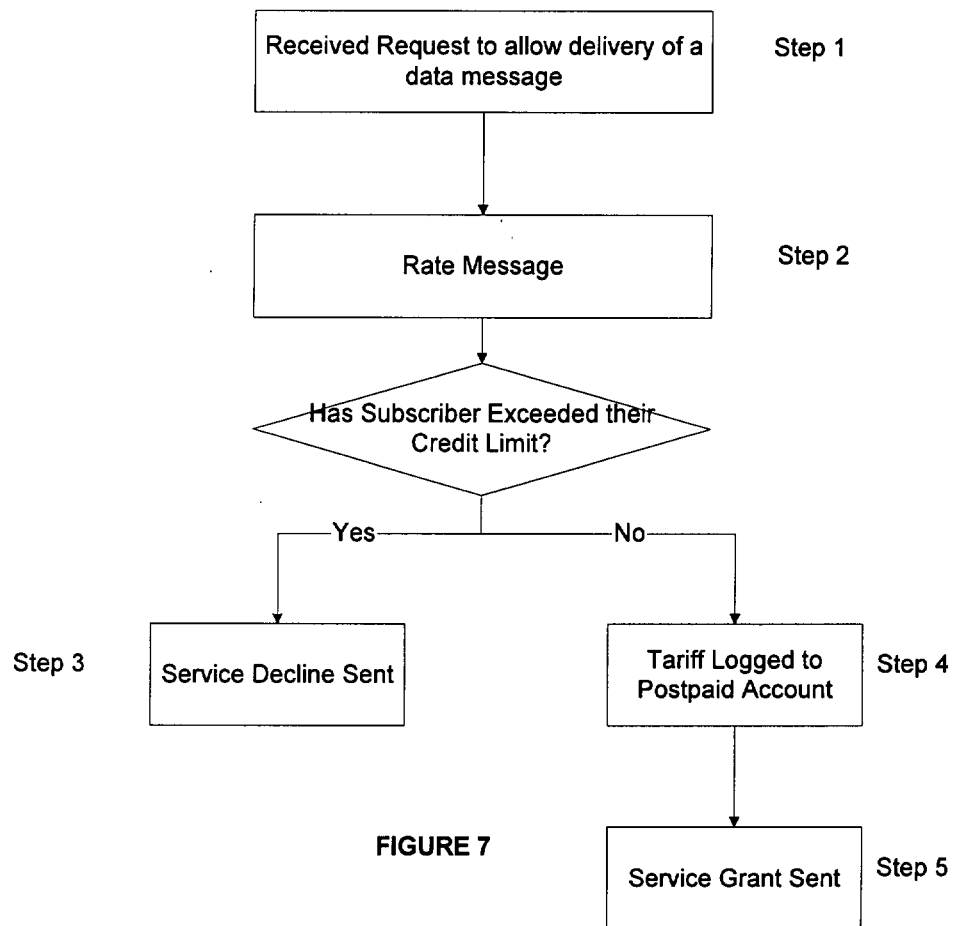 Received Request to allow delivery of a
data message
Step 1
Rate Message
Step 2
Has Subscriber Exceeded their
Credit Limit?
Yes
No
Step 3
Service Decline Sent
Tariff Logged to
Postpaid Account
Step 4
FIGURE 7
Service Grant Sent
Step 5